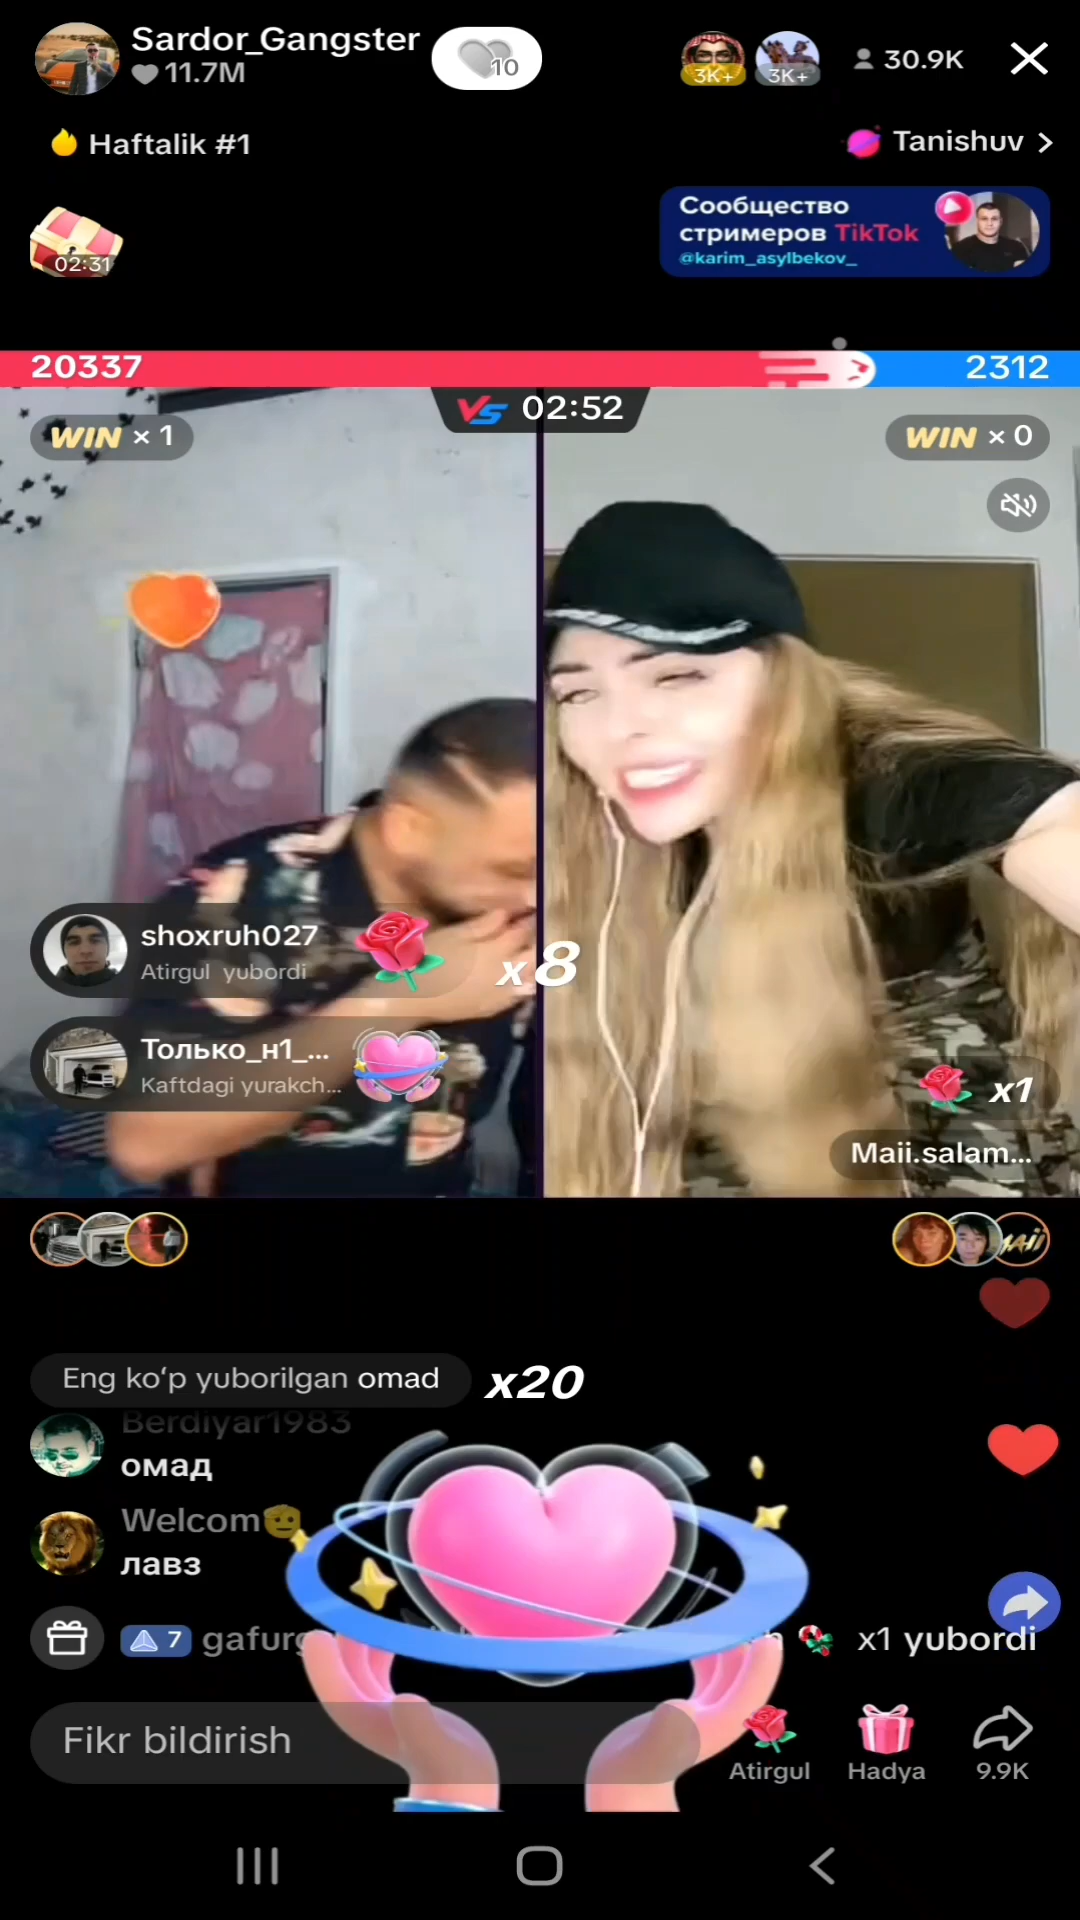 Sardor_Gangster
11.7M
10
3K+
3K+
30.9K
Haftalik #1
Tanishuv
Сообщество
стримеров TikTok
@karim_asylbekov_
02:31
20337
2312
VS 02:52
WIN × 1
WIN × 0
shoxruh027
Atirgul yubordi
x8
Только_н1_...
Kaftdagi yurakch...
x1
Maii.salam...
Eng koʻp yuborilgan omad x20
Berdiyar1983
омад
Welcom
лавз
7
x1 yubordi
Fikr bildirish
Atirgul
Hadya
9.9K